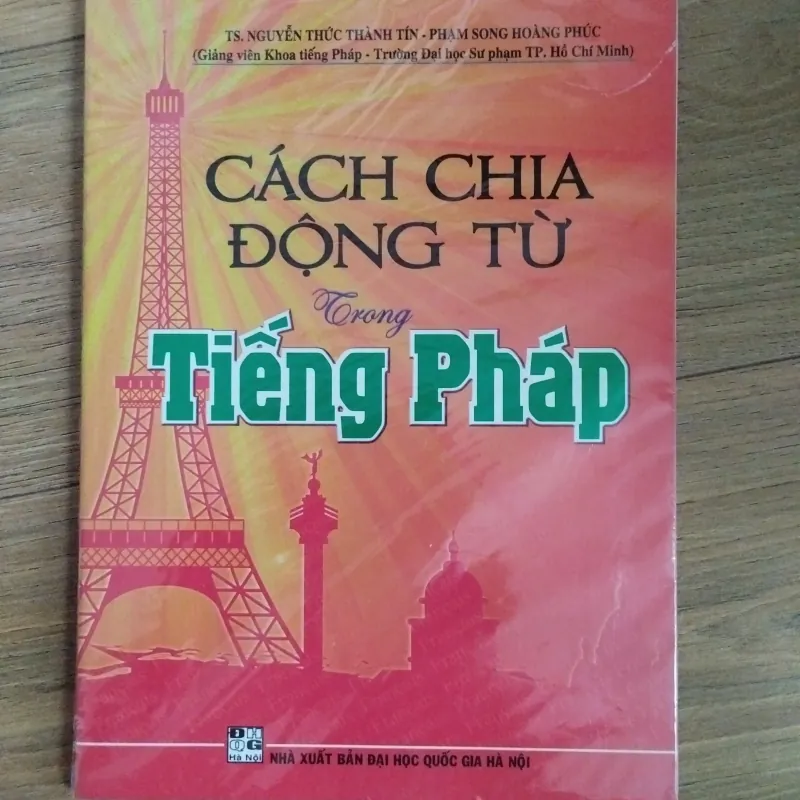 TS. NGUYỄN THỨC THÀNH TÍN - PHẠM SONG HOÀNG PHÚC
(Giảng viên Khoa tiếng Pháp - Trường Đại học Sư phạm TP. Hồ Chí Minh)
CÁCH CHIA
ĐỘNG TỪ
Trong
Tiếng Pháp
ĐH
QG
Hà Nội
NHÀ XUẤT BẢN ĐẠI HỌC QUỐC GIA HÀ NỘI